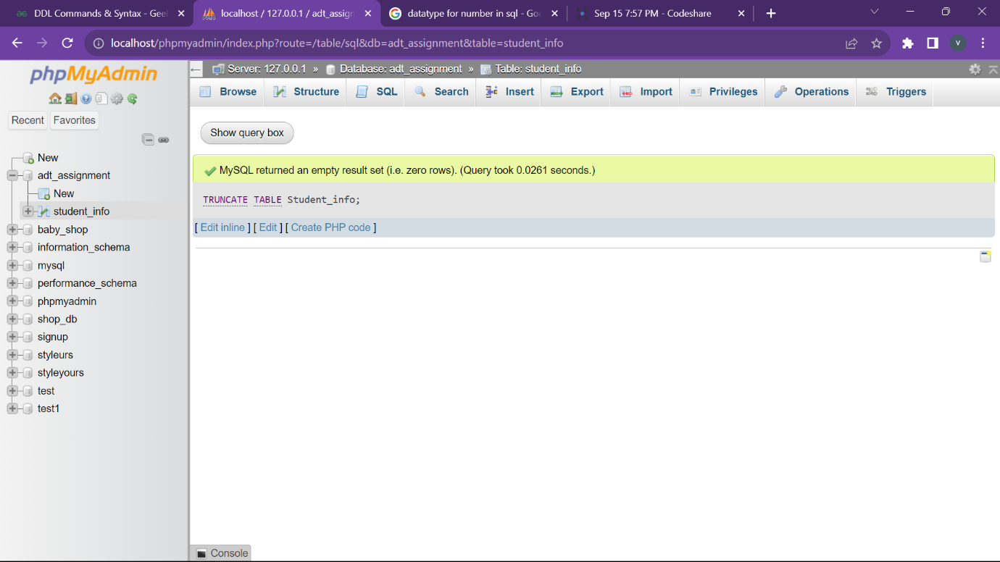 DDL Commands & Syntax - Geel
localhost / 127.0.0.1 / adt_assign
datatype for number in sql - Goo
Sep 15 7:57 PM - Codeshare
localhost/phpmyadmin/index.php?route=/table/sql&db=adt_assignment&table=student_info
V
phpMyAdmin
Recent Favorites
New
adt_assignment
New
student_info
baby_shop
information_schema
mysql
performance_schema
phpmyadmin
shop_db
signup
styleurs
styleyours
test
test1
Server: 127.0.0.1 » Database: adt_assignment » Table: student_info
Browse Structure SQL Search Insert Export Import Privileges Operations Triggers
Show query box
MySQL returned an empty result set (i.e. zero rows). (Query took 0.0261 seconds.)
TRUNCATE TABLE Student_info;
[ Edit inline ] [ Edit ] [ Create PHP code ]
Console